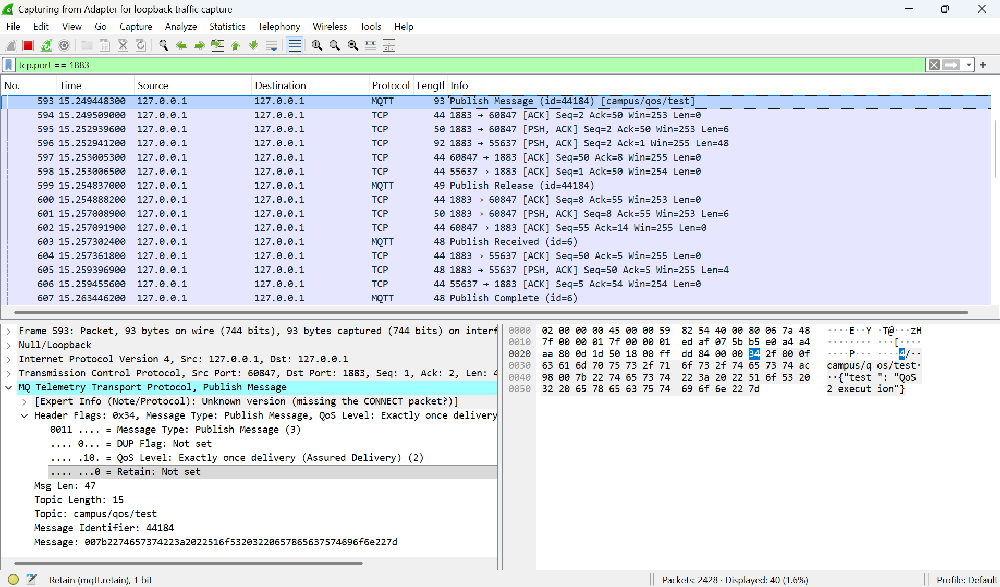 Capturing from Adapter for loopback traffic capture
File Edit View Go Capture Analyze Statistics Telephony Wireless Tools Help
tcp.port == 1883
No. Time Source Destination Protocol Lengtl Info
593 15.249448300 127.0.0.1 127.0.0.1 MQTT 93 Publish Message (id=44184) [campus/qos/test]
594 15.249509000 127.0.0.1 127.0.0.1 TCP 44 1883 → 60847 [ACK] Seq=2 Ack=50 Win=253 Len=0
595 15.252939600 127.0.0.1 127.0.0.1 TCP 50 1883 → 60847 [PSH, ACK] Seq=2 Ack=50 Win=253 Len=6
596 15.252941200 127.0.0.1 127.0.0.1 TCP 92 1883 → 55637 [PSH, ACK] Seq=2 Ack=1 Win=255 Len=48
597 15.253005300 127.0.0.1 127.0.0.1 TCP 44 60847 → 1883 [ACK] Seq=50 Ack=8 Win=255 Len=0
598 15.253006500 127.0.0.1 127.0.0.1 TCP 44 55637 → 1883 [ACK] Seq=1 Ack=50 Win=254 Len=0
599 15.254837000 127.0.0.1 127.0.0.1 MQTT 49 Publish Release (id=44184)
600 15.254888200 127.0.0.1 127.0.0.1 TCP 44 1883 → 60847 [ACK] Seq=8 Ack=55 Win=253 Len=0
601 15.257008900 127.0.0.1 127.0.0.1 TCP 50 1883 → 60847 [PSH, ACK] Seq=8 Ack=55 Win=253 Len=6
602 15.257091900 127.0.0.1 127.0.0.1 TCP 44 60847 → 1883 [ACK] Seq=55 Ack=14 Win=255 Len=0
603 15.257302400 127.0.0.1 127.0.0.1 MQTT 48 Publish Received (id=6)
604 15.257361800 127.0.0.1 127.0.0.1 TCP 44 1883 → 55637 [ACK] Seq=50 Ack=5 Win=255 Len=0
605 15.259396900 127.0.0.1 127.0.0.1 TCP 48 1883 → 55637 [PSH, ACK] Seq=50 Ack=5 Win=255 Len=4
606 15.259455600 127.0.0.1 127.0.0.1 TCP 44 55637 → 1883 [ACK] Seq=5 Ack=54 Win=254 Len=0
607 15.263446200 127.0.0.1 127.0.0.1 MQTT 48 Publish Complete (id=6)
Frame 593: Packet, 93 bytes on wire (744 bits), 93 bytes captured (744 bits) on interf
Null/Loopback
Internet Protocol Version 4, Src: 127.0.0.1, Dst: 127.0.0.1
Transmission Control Protocol, Src Port: 60847, Dst Port: 1883, Seq: 1, Ack: 2, Len: 4
MQ Telemetry Transport Protocol, Publish Message
[Expert Info (Note/Protocol): Unknown version (missing the CONNECT packet?)]
Header Flags: 0x34, Message Type: Publish Message, QoS Level: Exactly once delivery
0011 .... = Message Type: Publish Message (3)
.... 0... = DUP Flag: Not set
.... .10. = QoS Level: Exactly once delivery (Assured Delivery) (2)
.... ...0 = Retain: Not set
Msg Len: 47
Topic Length: 15
Topic: campus/qos/test
Message Identifier: 44184
Message: 007b2274657374223a2022516f53203220657865637574696f6e227d
0000 02 00 00 00 45 00 00 59 82 54 40 00 80 06 7a 48 ····E··Y ·T@···zH
0010 7f 00 00 01 7f 00 00 01 ed af 07 5b b5 e0 a4 a4 ········ ···[····
0020 aa 80 0d 1d 50 18 00 ff dd 84 00 00 34 2f 00 0f ····P··· ····4/··
0030 63 61 6d 70 75 73 2f 71 6f 73 2f 74 65 73 74 ac campus/q os/test·
0040 98 00 7b 22 74 65 73 74 22 3a 20 22 51 6f 53 20 ··{"test ": "QoS
0050 32 20 65 78 65 63 75 74 69 6f 6e 22 7d 2 execut ion"}
Retain (mqtt.retain), 1 bit
Packets: 2428 · Displayed: 40 (1.6%)
Profile: Default